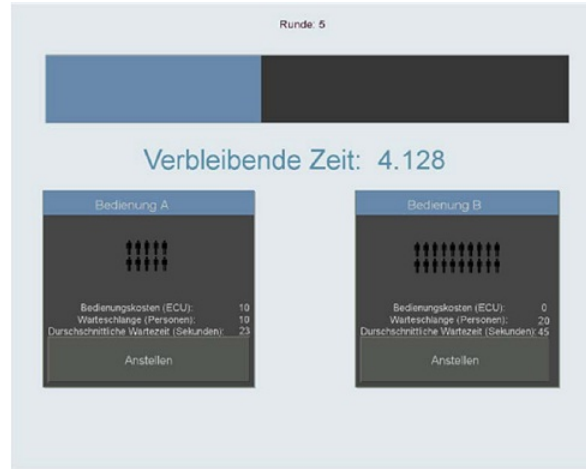 Runde: 5
Verbleibende Zeit: 4.128
Bedienung A
Bedienungskosten (ECU): 10
Warteschlange (Personen): 10
Durschschnittliche Wartezeit (Sekunden): 23
Anstellen
Bedienung B
Bedienungskosten (ECU): 0
Warteschlange (Personen): 20
Durschschnittliche Wartezeit (Sekunden): 45
Anstellen